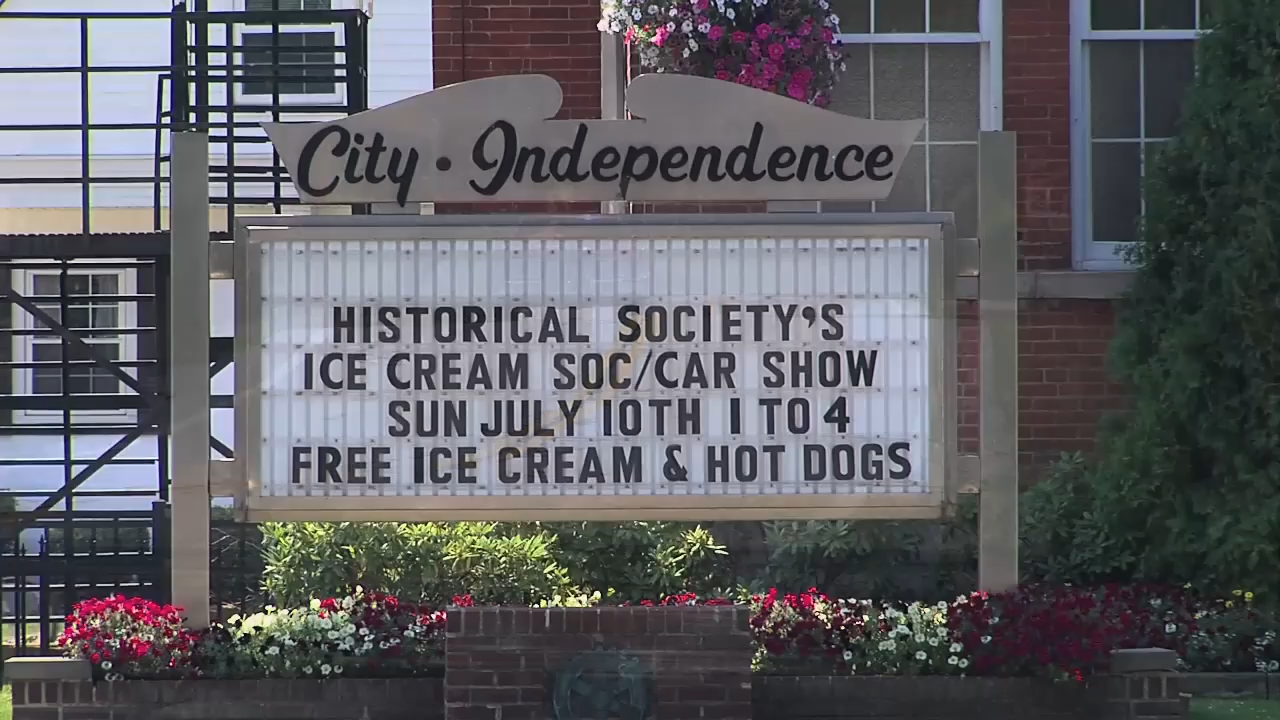 City · Independence
HISTORICAL SOCIETY'S
ICE CREAM SOC/CAR SHOW
SUN JULY 10TH 1 TO 4
FREE ICE CREAM & HOT DOGS